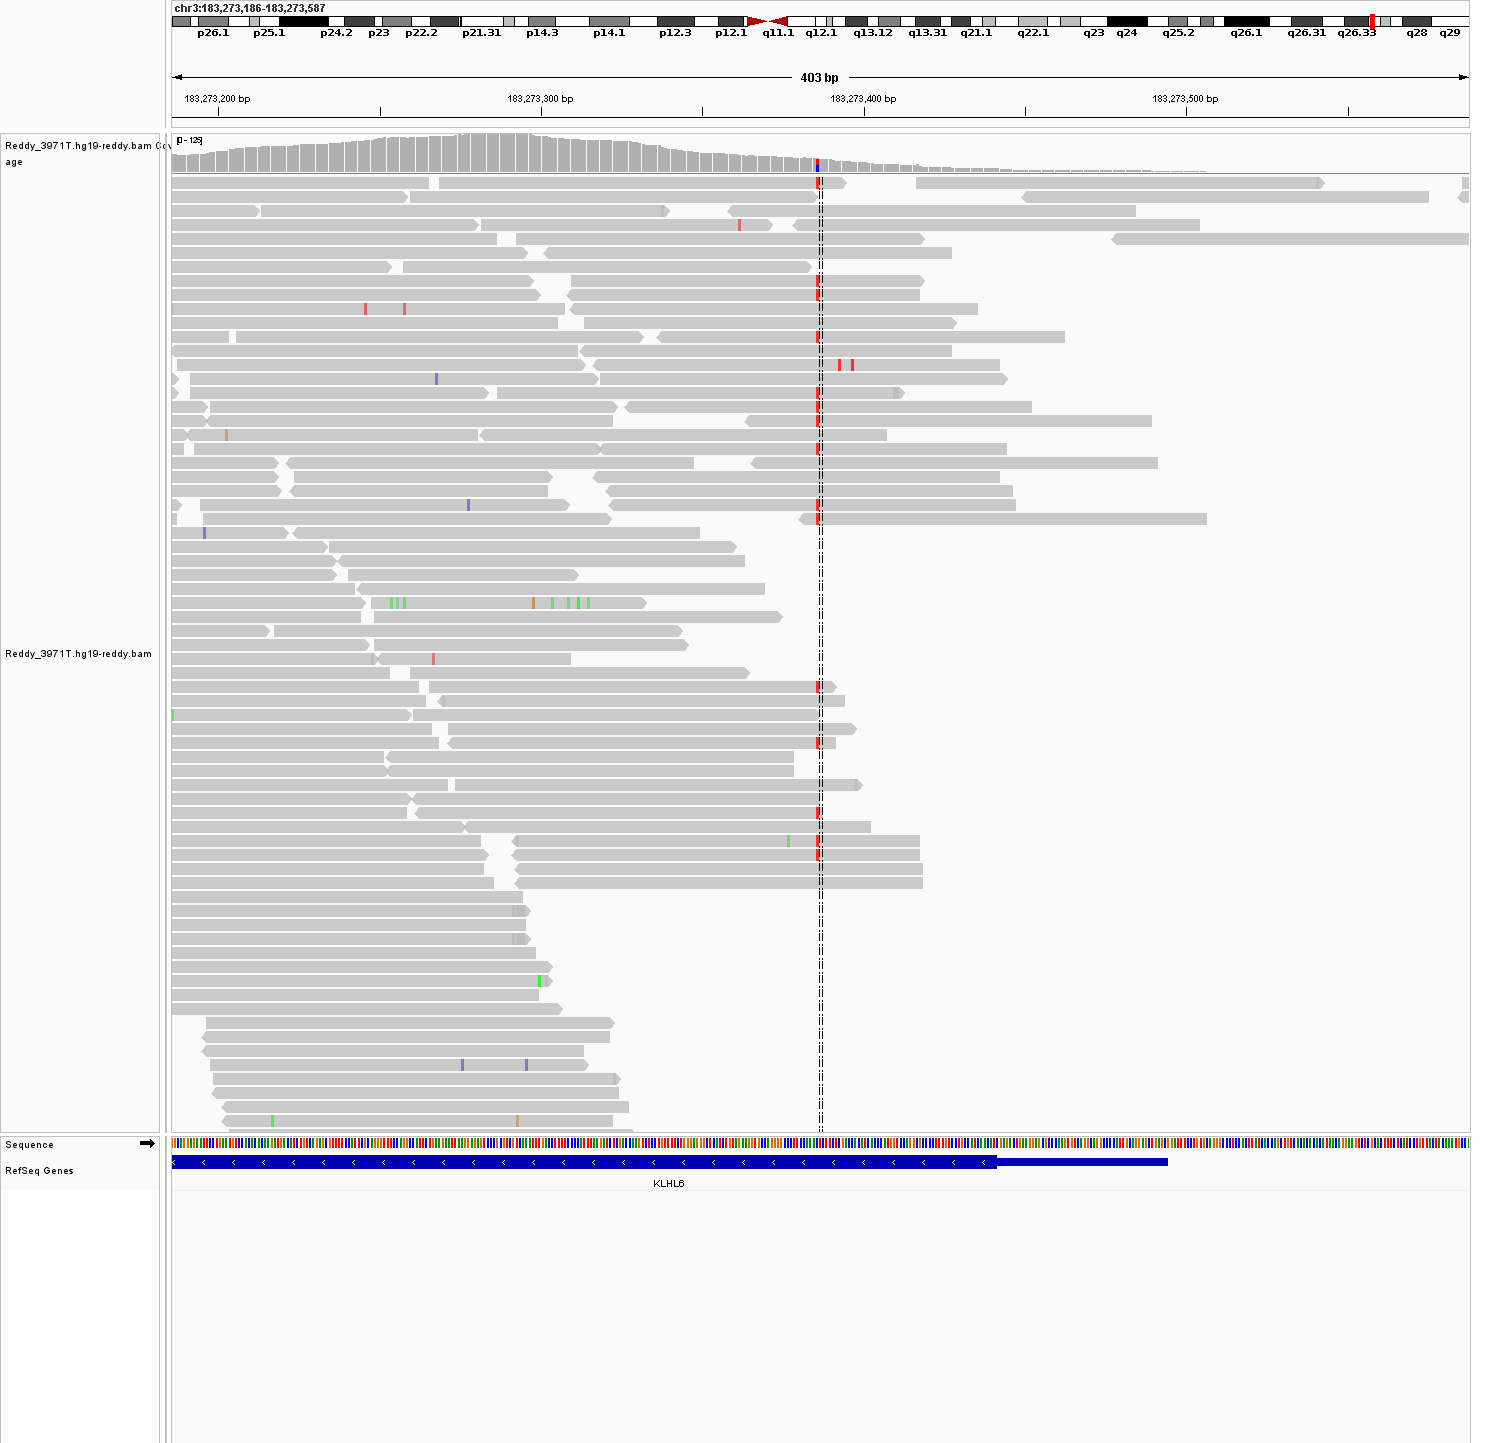 chr3:183,273,186-183,273,587
p26.1 p25.1 p24.2 p23 p22.2 p21.31 p14.3 p14.1 p12.3 p12.1 q11.1 q12.1 q13.12 q13.31 q21.1 q22.1 q23 q24 q25.2 q26.1 q26.31 q26.33 q28 q29
403 bp
183,273,200 bp 183,273,300 bp 183,273,400 bp 183,273,500 bp
Reddy_3971T.hg19-reddy.bam Cov
age
[0 - 125]
Reddy_3971T.hg19-reddy.bam
Sequence
RefSeq Genes
KLHL6